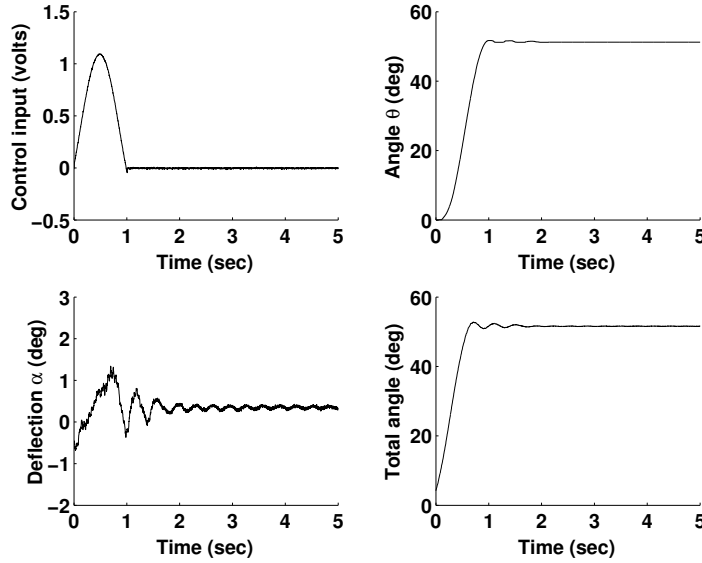 Control input (volts)
1.5
1
0.5
0
−0.5
0 1 2 3 4 5
Time (sec)
Angle θ (deg)
60
40
20
0
0 1 2 3 4 5
Time (sec)
Deflection α (deg)
3
2
1
0
−1
−2
0 1 2 3 4 5
Time (sec)
Total angle (deg)
60
40
20
0
0 1 2 3 4 5
Time (sec)